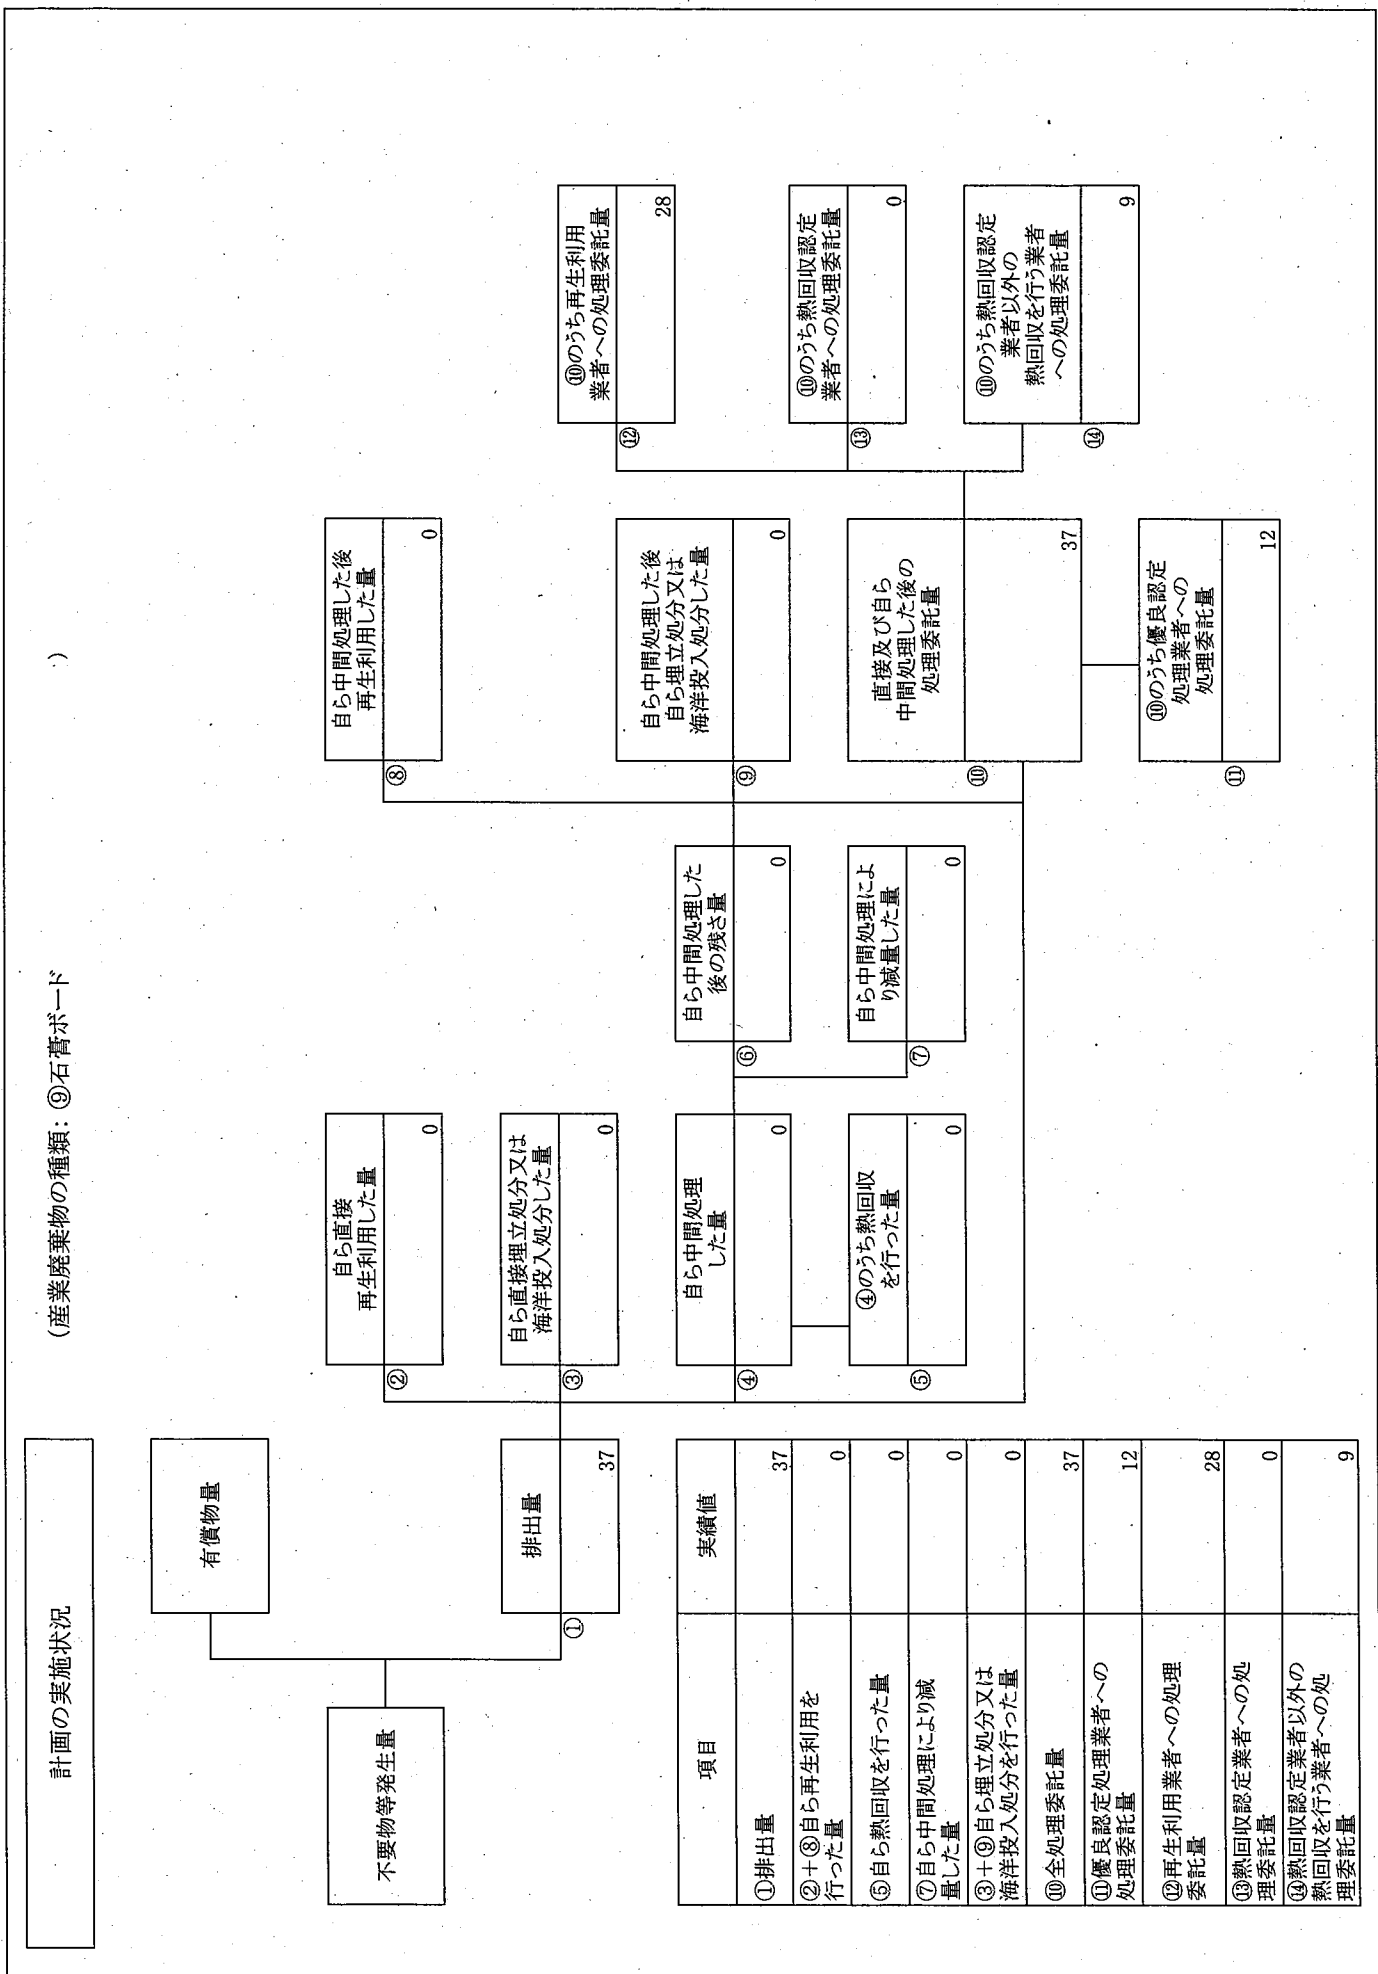 計画の実施状況
(産業廃棄物の種類：⑨石膏ボード
)
不要物等発生量
有償物量
排出量
①
37
自ら直接
再生利用した量
②
0
自ら直接埋立処分又は
海洋投入処分した量
③
0
自ら中間処理
した量
④
0
④のうち熱回収
を行った量
⑤
0
自ら中間処理した
後の残さ量
⑥
0
自ら中間処理によ
り減量した量
⑦
0
自ら中間処理した後
再生利用した量
⑧
0
自ら中間処理した後
自ら埋立処分又は
海洋投入処分した量
⑨
0
直接及び自ら
中間処理した後の
処理委託量
⑩
37
⑩のうち優良認定
処理業者への
処理委託量
⑪
12
⑩のうち再生利用
業者への処理委託量
⑫
28
⑩のうち熱回収認定
業者への処理委託量
⑬
0
⑩のうち熱回収認定
業者以外の
熱回収を行う業者
への処理委託量
⑭
9
項目 実績値
①排出量 37
②＋⑧自ら再生利用を
行った量 0
⑤自ら熱回収を行った量 0
⑦自ら中間処理により減
量した量 0
③＋⑨自ら埋立処分又は
海洋投入処分を行った量 0
⑩全処理委託量 37
⑪優良認定処理業者への
処理委託量 12
⑫再生利用業者への処理
委託量 28
⑬熱回収認定業者への処
理委託量 0
⑭熱回収認定業者以外の
熱回収を行う業者への処
理委託量 9